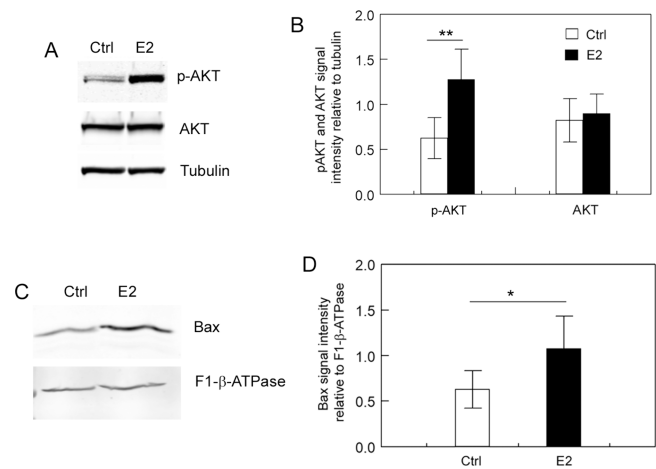 A
Ctrl E2
p-AKT
AKT
Tubulin
B
pAKT and AKT signal
intensity relative to tubulin
2.0
1.5
1.0
0.5
0.0
**
Ctrl
E2
p-AKT AKT
C
Ctrl E2
Bax
F1-β-ATPase
D
Bax signal intensity
relative to F1-β-ATPase
2.0
1.5
1.0
0.5
0.0
*
Ctrl E2